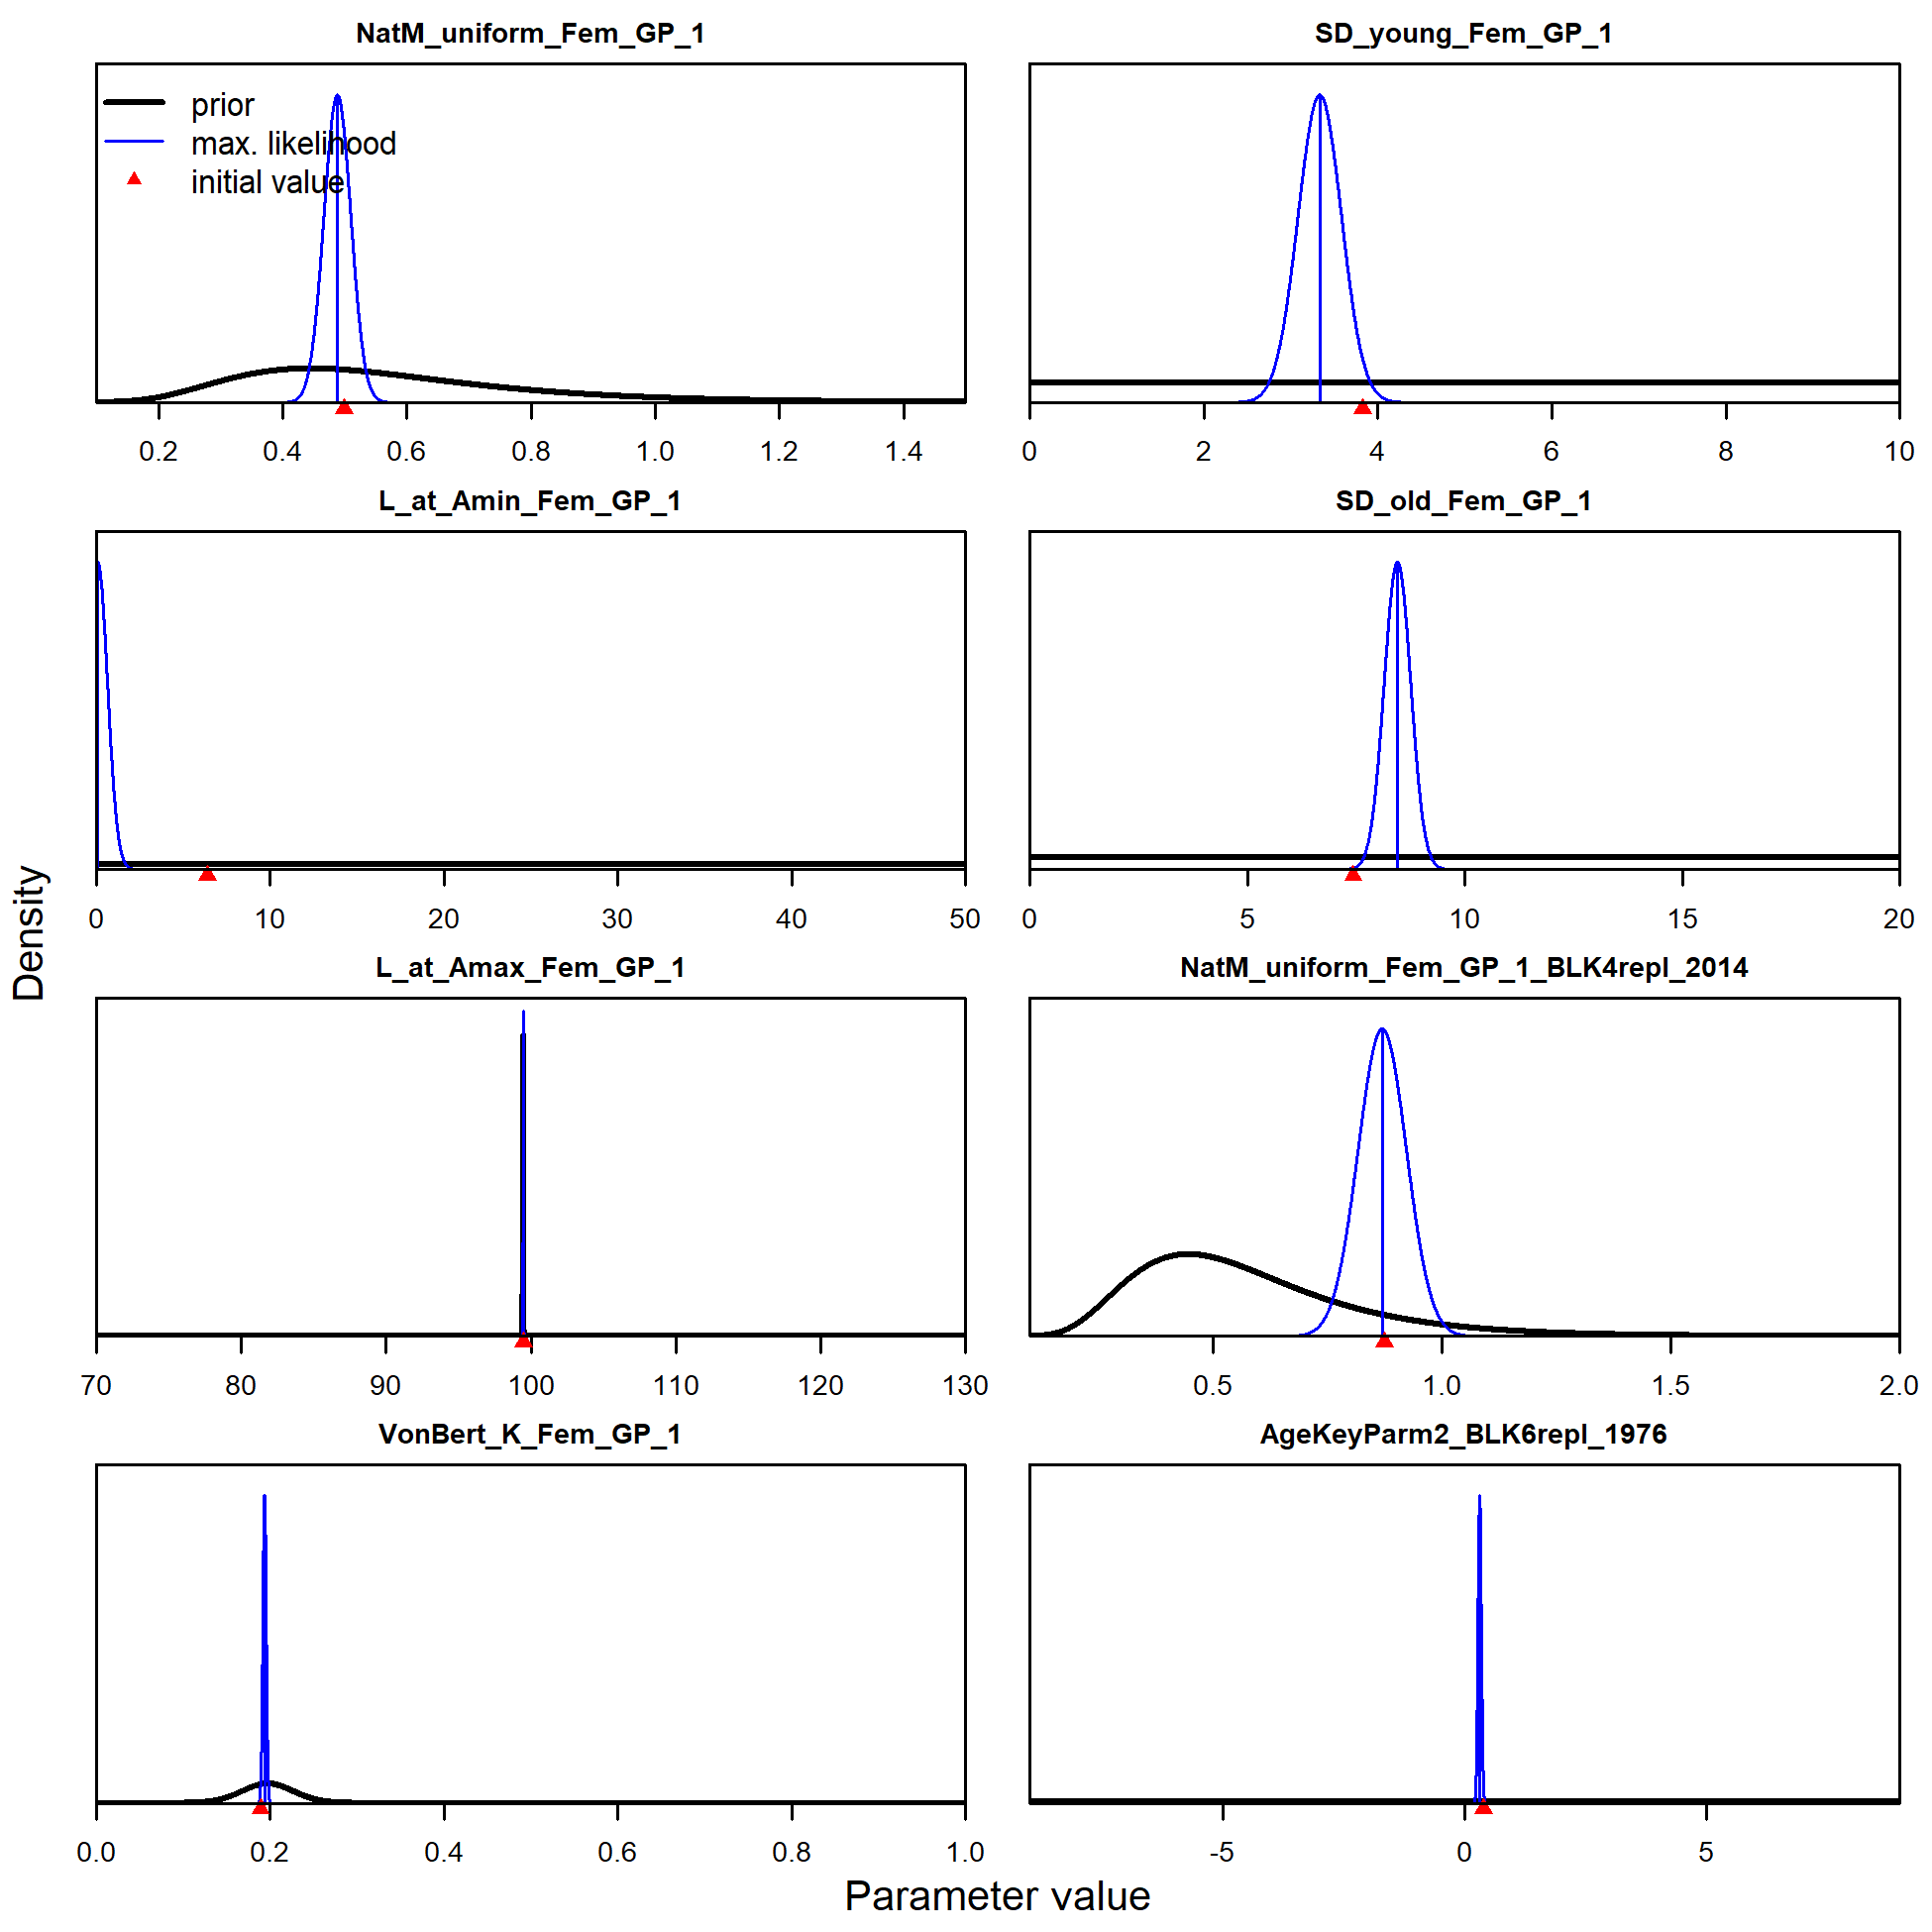 NatM_uniform_Fem_GP_1
prior
max. likelihood
initial value
0.2 0.4 0.6 0.8 1.0 1.2 1.4
SD_young_Fem_GP_1
0 2 4 6 8 10
L_at_Amin_Fem_GP_1
0 10 20 30 40 50
SD_old_Fem_GP_1
0 5 10 15 20
L_at_Amax_Fem_GP_1
70 80 90 100 110 120 130
NatM_uniform_Fem_GP_1_BLK4repl_2014
0.5 1.0 1.5 2.0
VonBert_K_Fem_GP_1
0.0 0.2 0.4 0.6 0.8 1.0
AgeKeyParm2_BLK6repl_1976
-5 0 5
Density
Parameter value